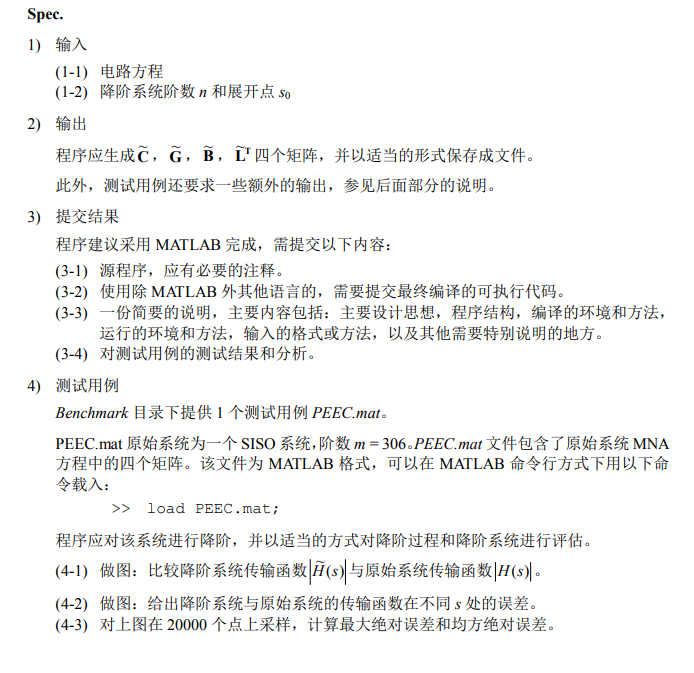 Spec.
1) 输入
(1-1) 电路方程
(1-2) 降阶系统阶数 n 和展开点 s₀
2) 输出
程序应生成 C̃，G̃，B̃，L̃ᵀ 四个矩阵，并以适当的形式保存成文件。
此外，测试用例还要求一些额外的输出，参见后面部分的说明。
3) 提交结果
程序建议采用 MATLAB 完成，需提交以下内容：
(3-1) 源程序，应有必要的注释。
(3-2) 使用除 MATLAB 外其他语言的，需要提交最终编译的可执行代码。
(3-3) 一份简要的说明，主要内容包括：主要设计思想，程序结构，编译的环境和方法，
运行的环境和方法，输入的格式或方法，以及其他需要特别说明的地方。
(3-4) 对测试用例的测试结果和分析。
4) 测试用例
Benchmark 目录下提供 1 个测试用例 PEEC.mat。
PEEC.mat 原始系统为一个 SISO 系统，阶数 m = 306。PEEC.mat 文件包含了原始系统 MNA
方程中的四个矩阵。该文件为 MATLAB 格式，可以在 MATLAB 命令行方式下用以下命
令载入：
>> load PEEC.mat;
程序应对该系统进行降阶，并以适当的方式对降阶过程和降阶系统进行评估。
(4-1) 做图：比较降阶系统传输函数|H̃(s)|与原始系统传输函数|H(s)|。
(4-2) 做图：给出降阶系统与原始系统的传输函数在不同 s 处的误差。
(4-3) 对上图在 20000 个点上采样，计算最大绝对误差和均方绝对误差。